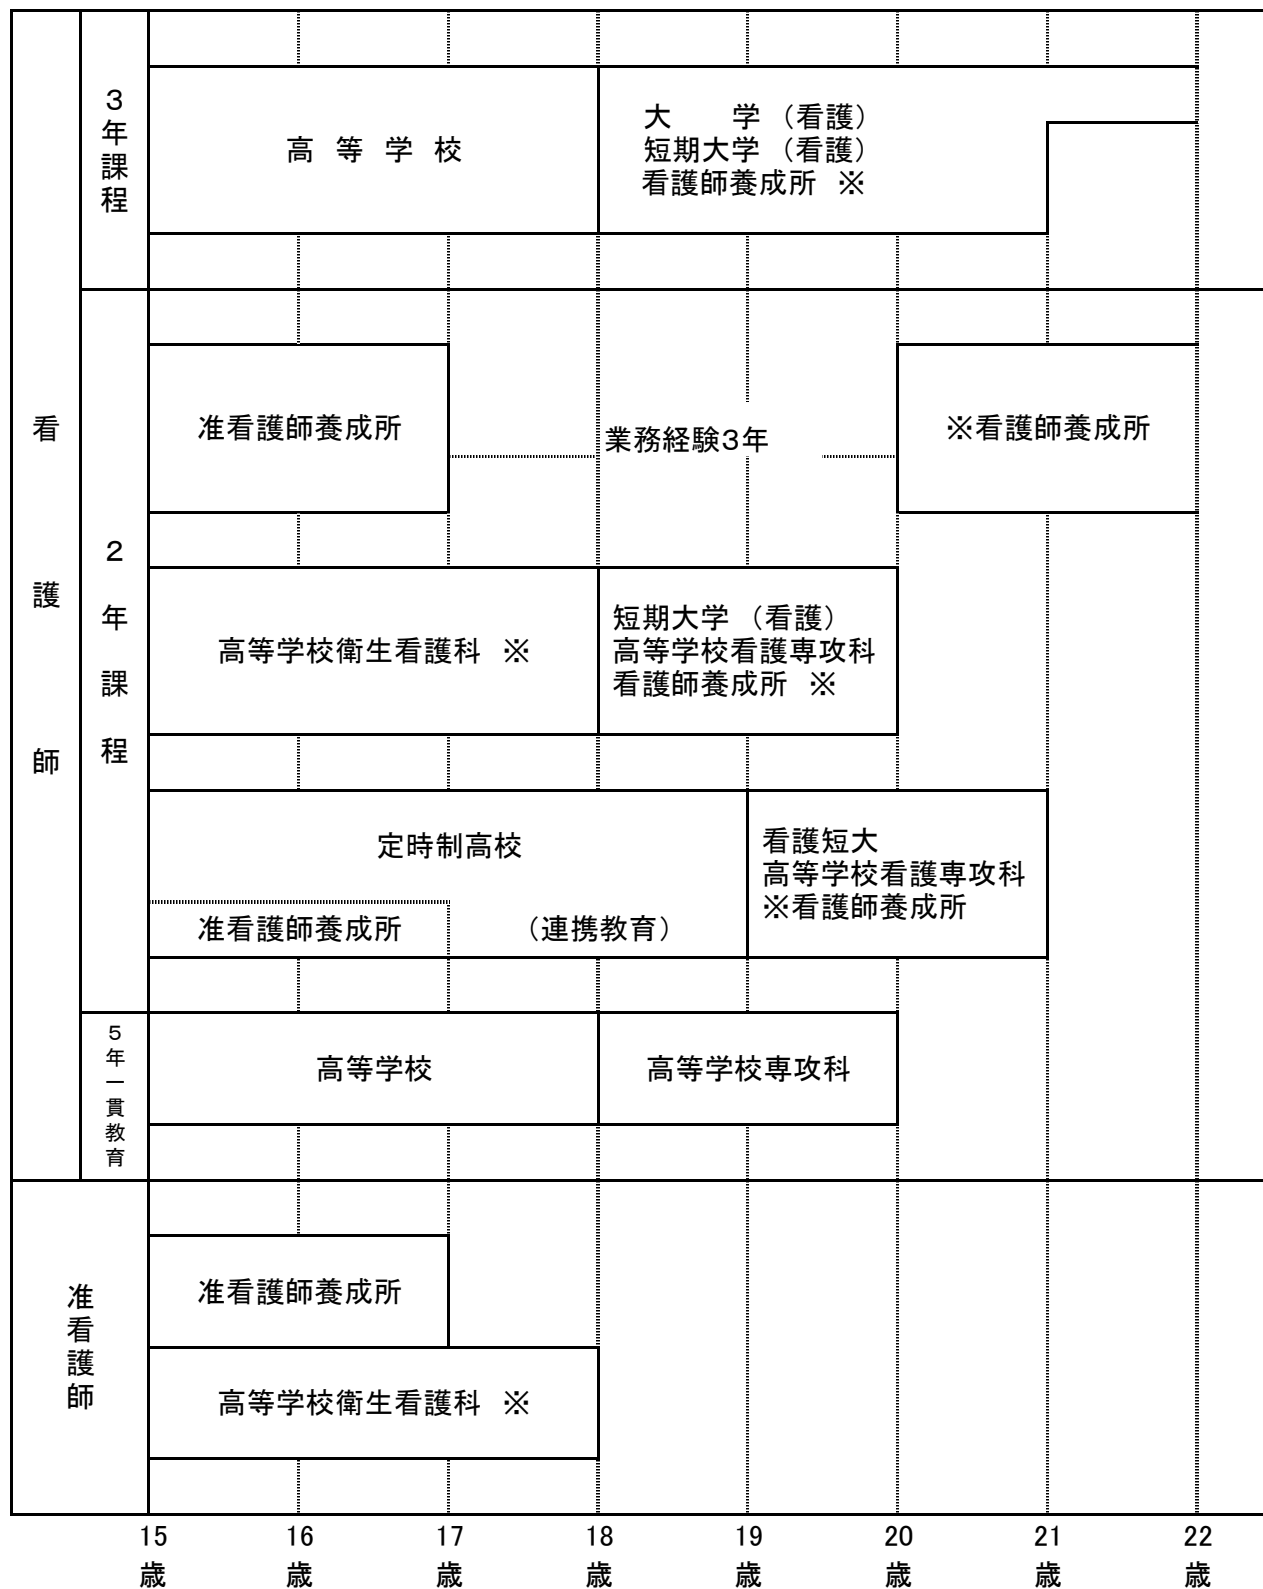 看護師
3年課程
高等学校
大　　学（看護）
短期大学（看護）
看護師養成所　※
2年課程
准看護師養成所
業務経験3年
※看護師養成所
高等学校衛生看護科　※
短期大学（看護）
高等学校看護専攻科
看護師養成所　※
定時制高校
准看護師養成所
（連携教育）
看護短大
高等学校看護専攻科
※看護師養成所
5年一貫教育
高等学校
高等学校専攻科
准看護師
准看護師養成所
高等学校衛生看護科　※
15 16 17 18 19 20 21 22
歳 歳 歳 歳 歳 歳 歳 歳